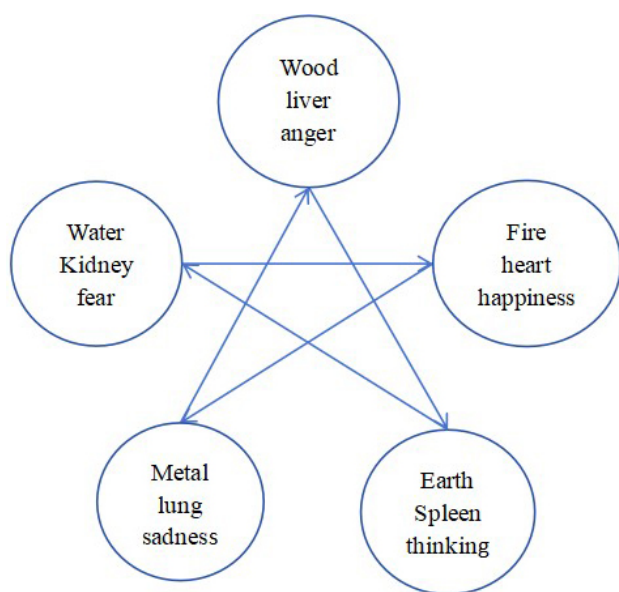 Wood
liver
anger
Water
Kidney
fear
Fire
heart
happiness
Metal
lung
sadness
Earth
Spleen
thinking